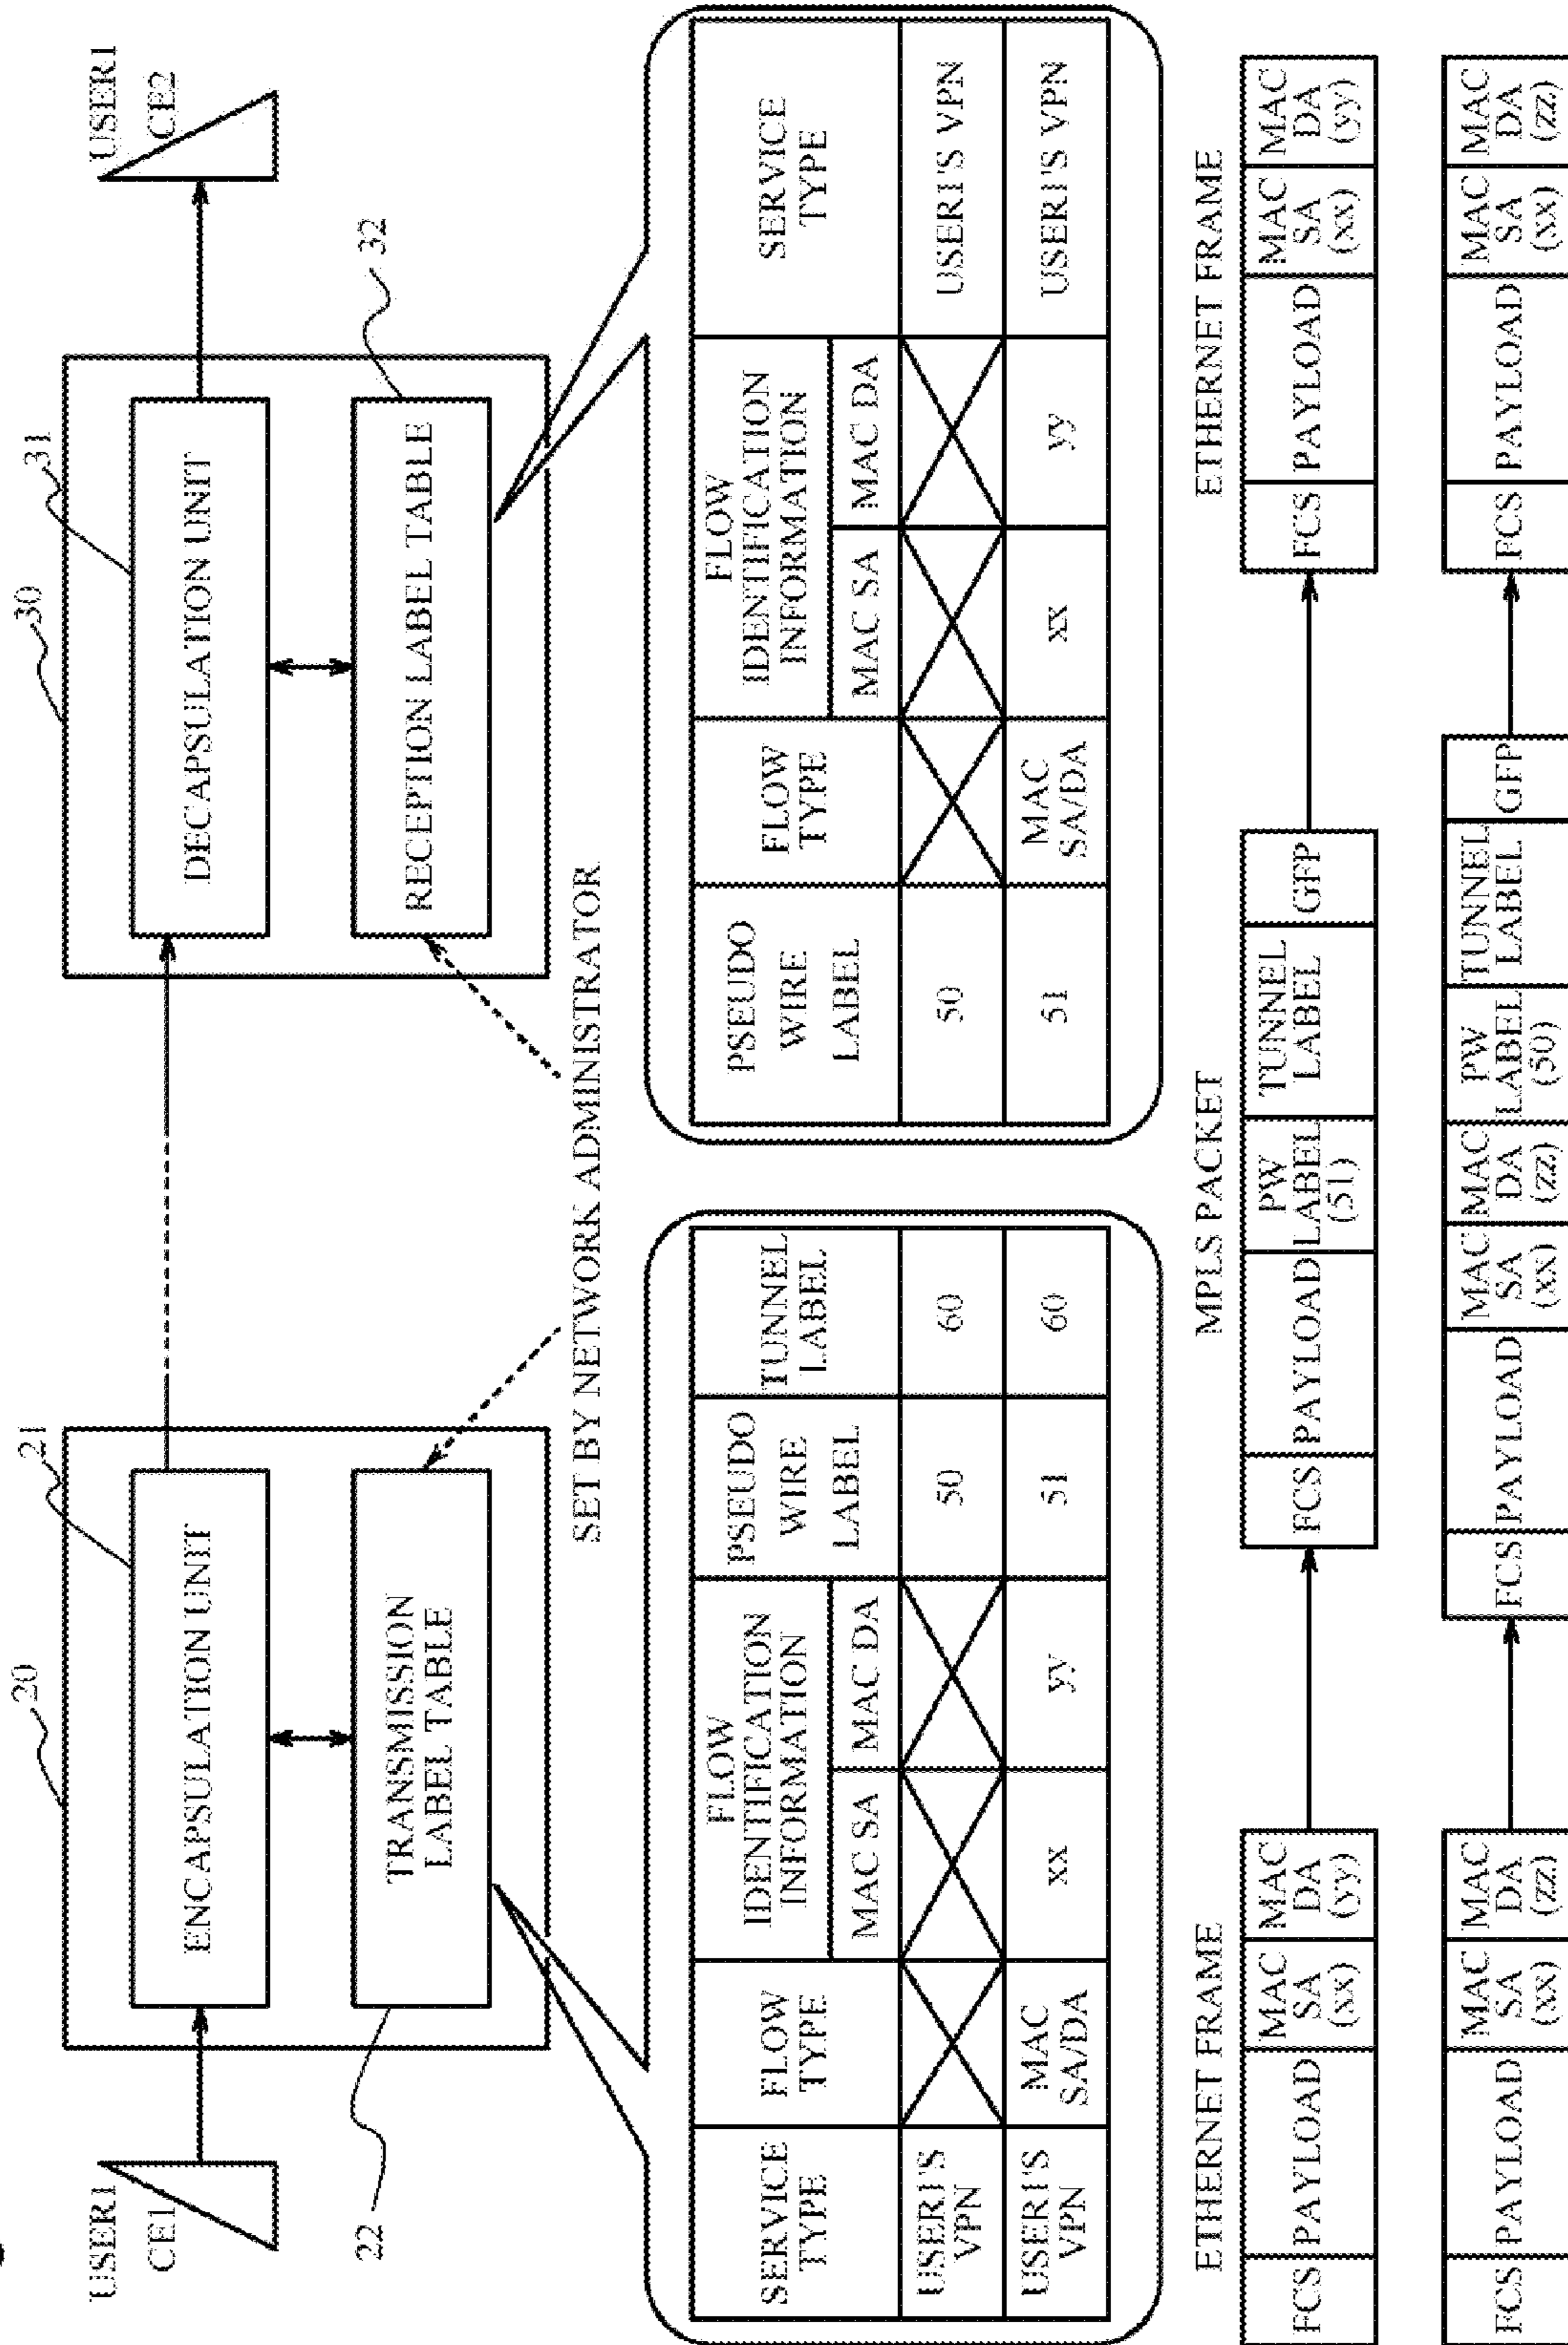 USER1
CE1
20
21
ENCAPSULATION UNIT
TRANSMISSION
LABEL TABLE
22
30
31
DECAPSULATION UNIT
RECEPTION LABEL TABLE
32
USER1
CE2
SET BY NETWORK ADMINISTRATOR
SERVICE
TYPE
FLOW
TYPE
FLOW
IDENTIFICATION
INFORMATION
MAC SA
MAC DA
PSEUDO
WIRE
LABEL
TUNNEL
LABEL
USER1'S
VPN
50
60
USER1'S
VPN
MAC
SA/DA
xx
yy
51
60
PSEUDO
WIRE
LABEL
FLOW
TYPE
FLOW
IDENTIFICATION
INFORMATION
MAC SA
MAC DA
SERVICE
TYPE
50
USER1'S VPN
51
MAC
SA/DA
xx
yy
USER1'S VPN
ETHERNET FRAME
MPLS PACKET
ETHERNET FRAME
FCS
PAYLOAD
MAC
SA
(xx)
MAC
DA
(yy)
FCS
PAYLOAD
PW
LABEL
(51)
TUNNEL
LABEL
GFP
FCS
PAYLOAD
MAC
SA
(xx)
MAC
DA
(yy)
FCS
PAYLOAD
MAC
SA
(xx)
MAC
DA
(zz)
FCS
PAYLOAD
MAC
SA
(xx)
MAC
DA
(zz)
PW
LABEL
(50)
TUNNEL
LABEL
GFP
FCS
PAYLOAD
MAC
SA
(xx)
MAC
DA
(zz)